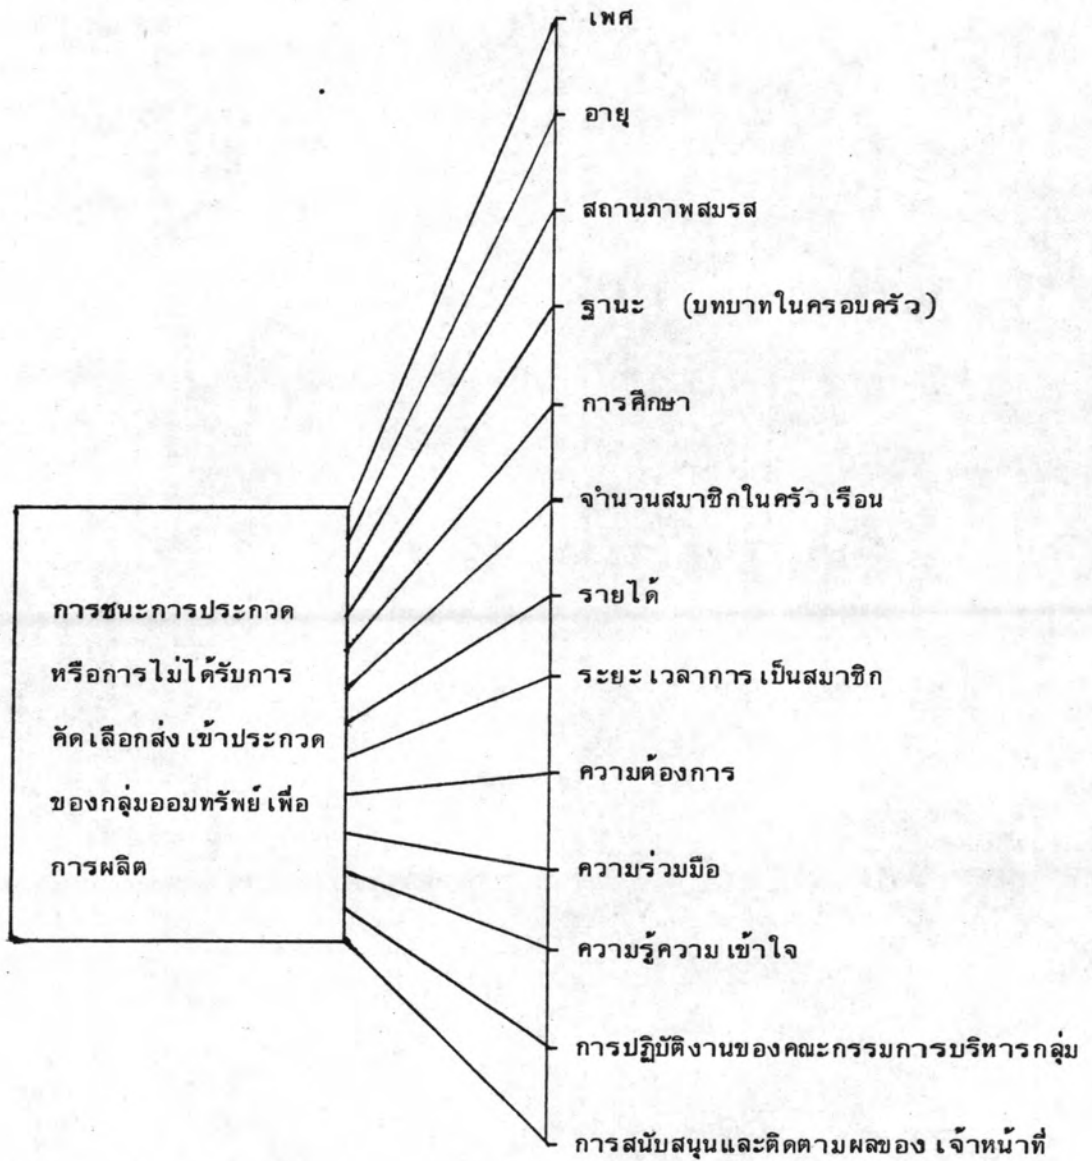 เพศ
อายุ
สถานภาพสมรส
ฐานะ (บทบาทในครอบครัว)
การศึกษา
จำนวนสมาชิกในครัวเรือน
รายได้
ระยะเวลาการเป็นสมาชิก
ความต้องการ
ความร่วมมือ
ความรู้ความเข้าใจ
การปฏิบัติงานของคณะกรรมการบริหารกลุ่ม
การสนับสนุนและติดตามผลของเจ้าหน้าที่
การชนะการประกวด
หรือการไม่ได้รับการ
คัดเลือกส่งเข้าประกวด
ของกลุ่มออมทรัพย์เพื่อ
การผลิต